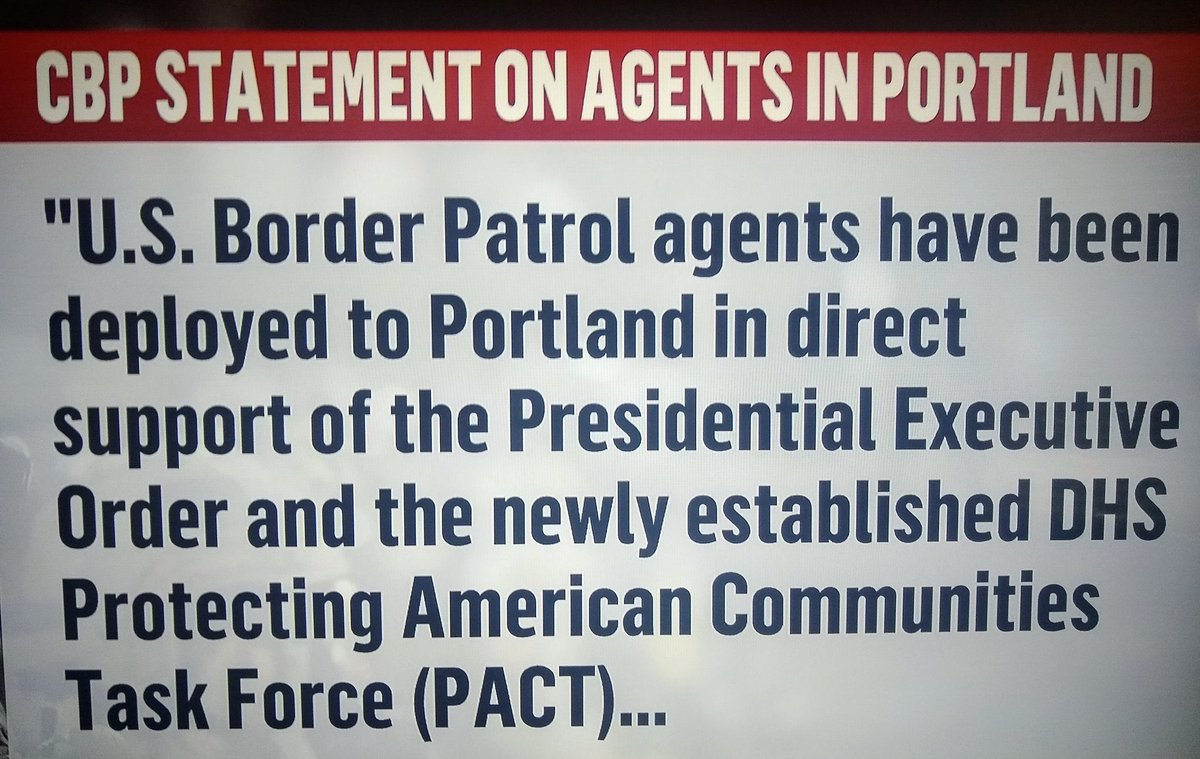 CBP STATEMENT ON AGENTS IN PORTLAND
"U.S. Border Patrol agents have been
deployed to Portland in direct
support of the Presidential Executive
Order and the newly established DHS
Protecting American Communities
Task Force (PACT)...